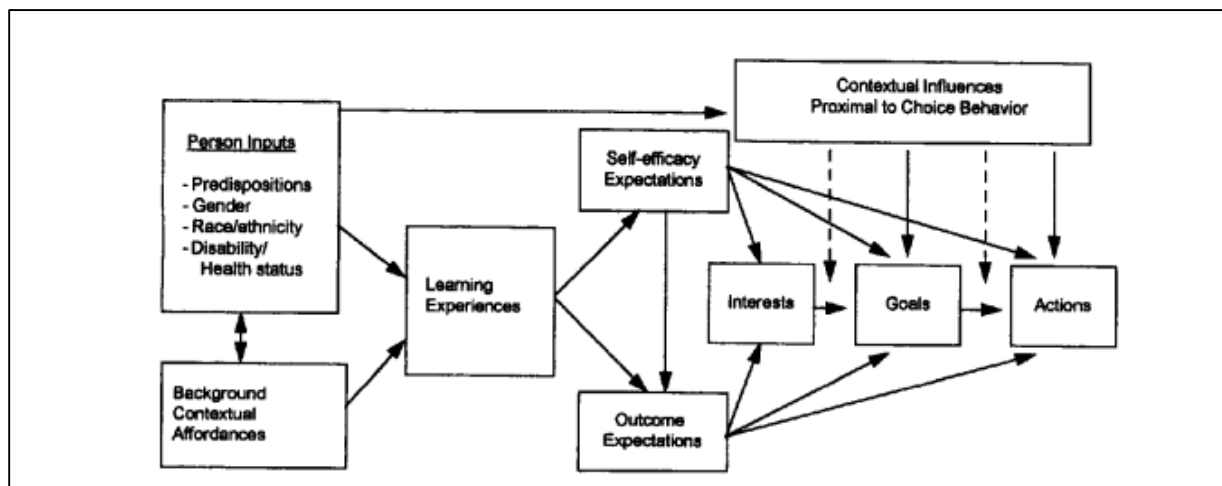 Contextual Influences
Proximal to Choice Behavior
Person Inputs
- Predispositions
- Gender
- Race/ethnicity
- Disability/
Health status
Self-efficacy
Expectations
Learning
Experiences
Interests
Goals
Actions
Background
Contextual
Affordances
Outcome
Expectations